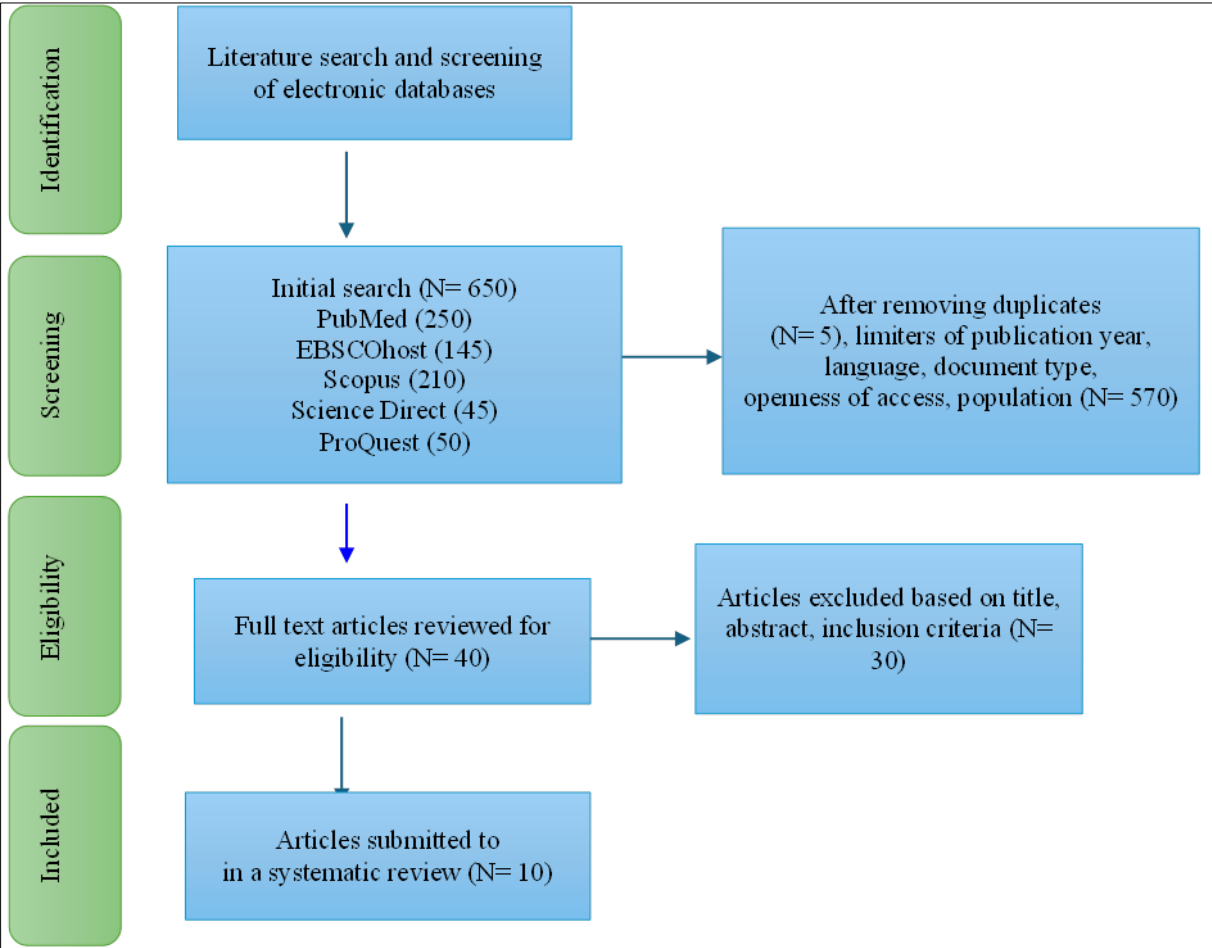 Identification
Literature search and screening
of electronic databases
Screening
Initial search (N= 650)
PubMed (250)
EBSCOhost (145)
Scopus (210)
Science Direct (45)
ProQuest (50)
After removing duplicates
(N= 5), limiters of publication year,
language, document type,
openness of access, population (N= 570)
Eligibility
Full text articles reviewed for
eligibility (N= 40)
Articles excluded based on title,
abstract, inclusion criteria (N=
30)
Included
Articles submitted to
in a systematic review (N= 10)